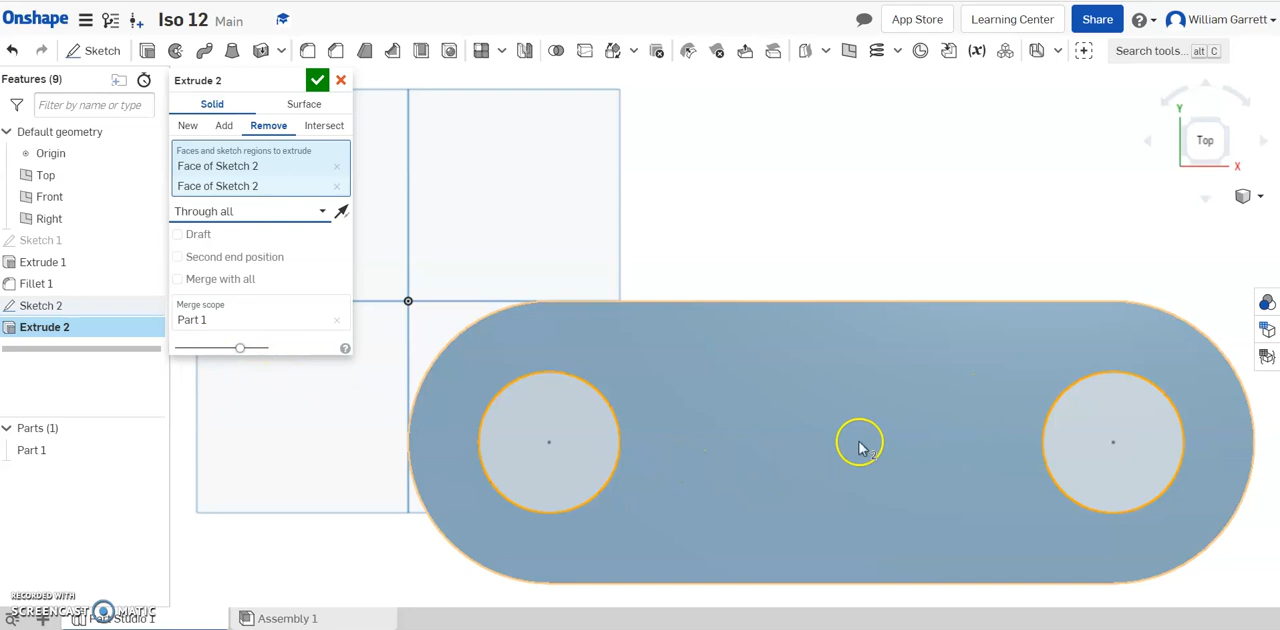 Onshape Iso 12 Main App Store Learning Center Share William Garrett
Sketch (x) Search tools... alt C
Features (9)
Filter by name or type
Default geometry
Origin
Top
Front
Right
Sketch 1
Extrude 1
Fillet 1
Sketch 2
Extrude 2
Parts (1)
Part 1
Extrude 2
Solid Surface
New Add Remove Intersect
Faces and sketch regions to extrude
Face of Sketch 2
Face of Sketch 2
Through all
Draft
Second end position
Merge with all
Merge scope
Part 1
Y
Top
X
2
RECORDED WITH
SCREENCAST MATIC
Part Studio 1 Assembly 1